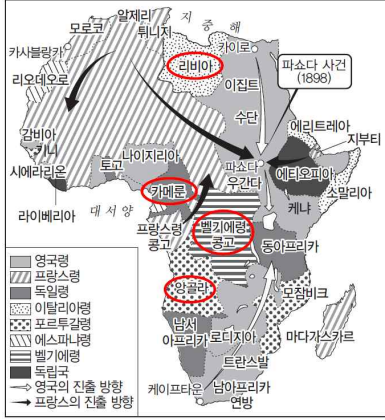 알제리
지 중 해
모로코
튀니지
카사블랑카
카이로
리비아
파쇼다 사건
(1898)
리오데오로
이집트
수단
에리트레아
감비아
지부티
기니
나이지리아
파쇼다
시에라리온
토고
에티오피아
카메룬
우간다
소말리아
라이베리아
대 서 양
케냐
프랑스령
콩고
벨기에령
콩고
동아프리카
영국령
프랑스령
앙골라
독일령
모잠비크
이탈리아령
포르투갈령
남서
아프리카
로디지아
마다가스카르
에스파냐령
벨기에령
트란스발
독립국
영국의 진출 방향
케이프타운
남아프리카
연방
프랑스의 진출 방향